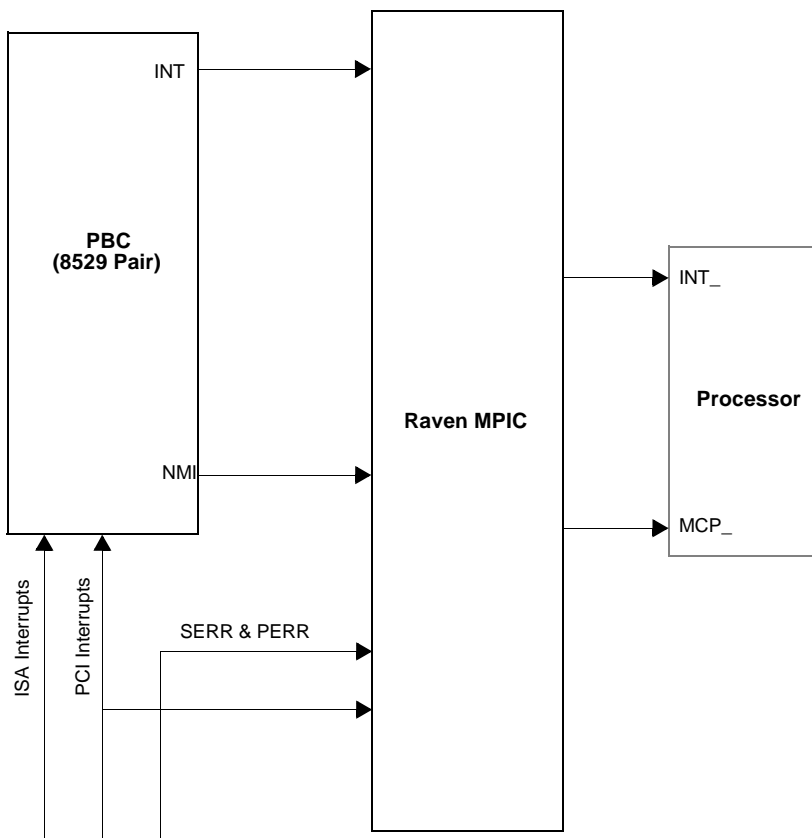 INT
PBC
(8529 Pair)
INT_
Processor
Raven MPIC
NMI
MCP_
ISA Interrupts
PCI Interrupts
SERR & PERR